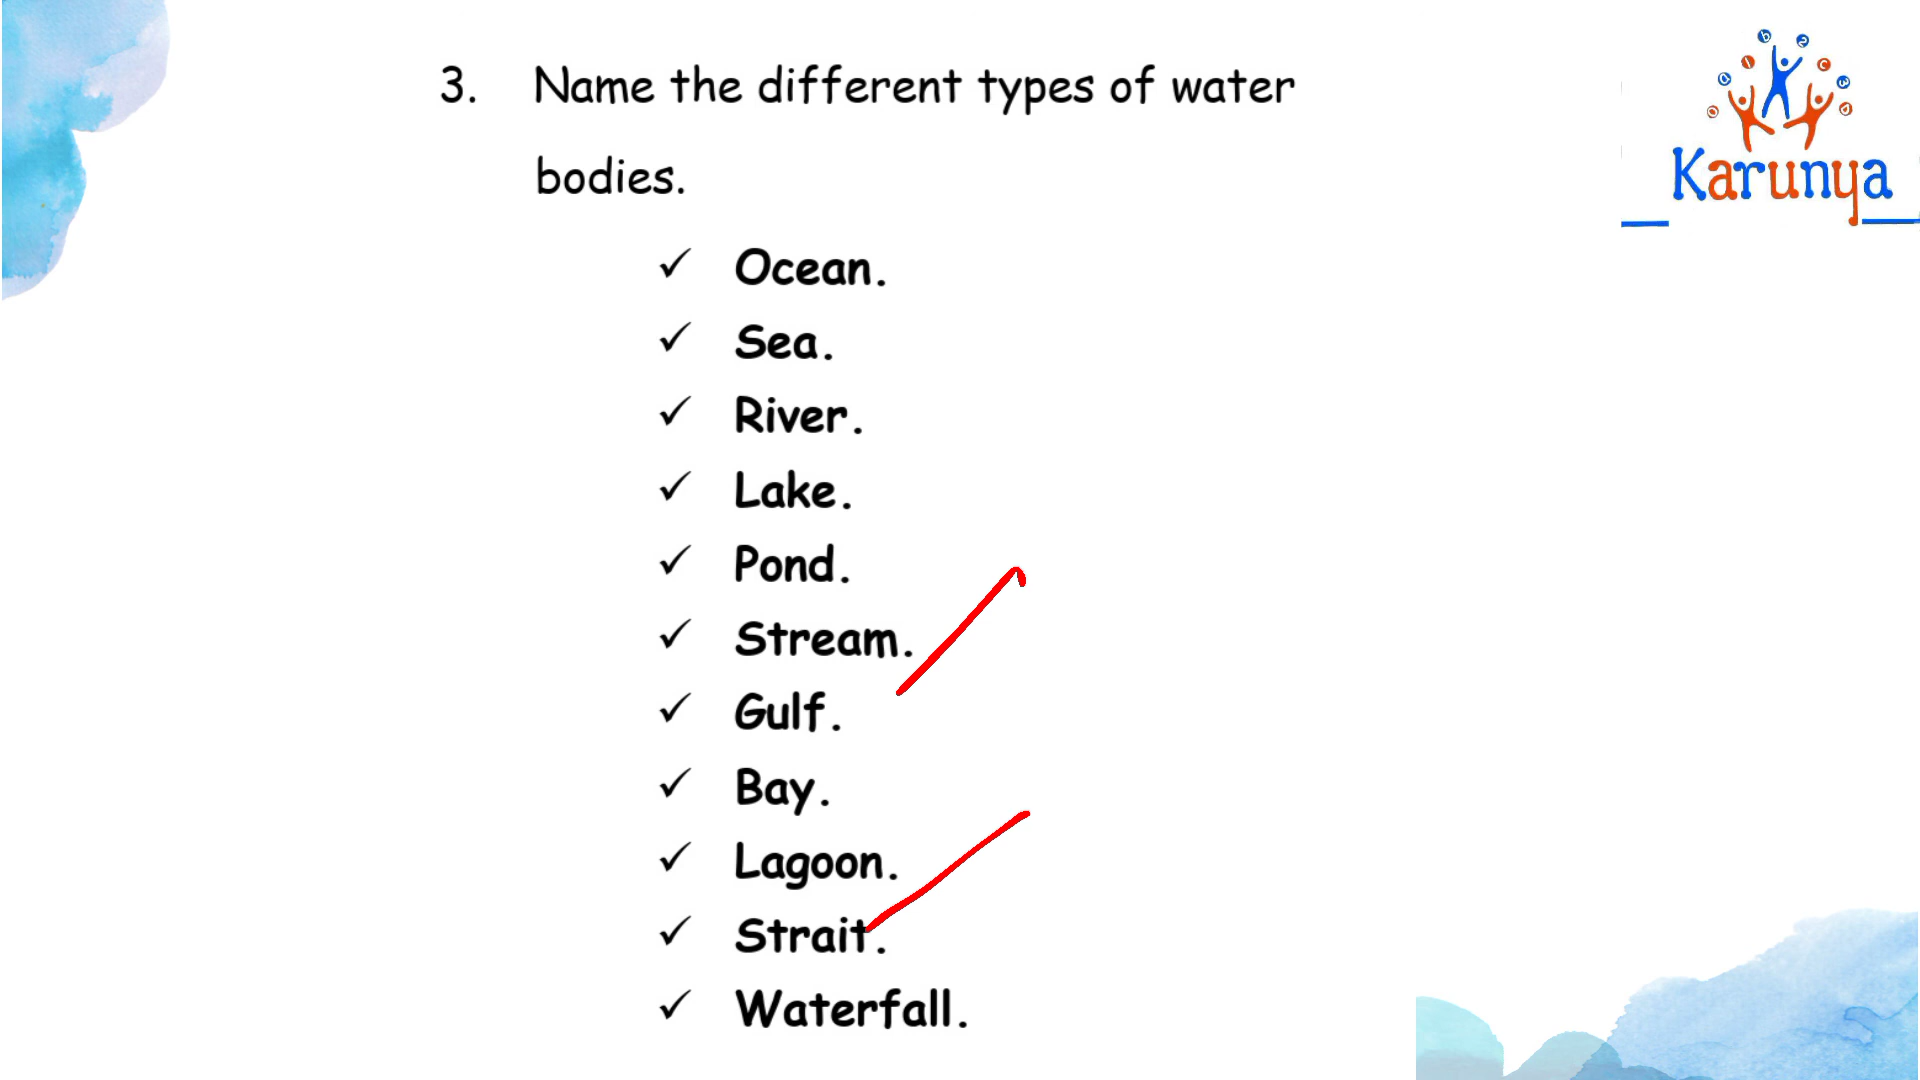 3. Name the different types of water
bodies.
✓ Ocean.
✓ Sea.
✓ River.
✓ Lake.
✓ Pond.
✓ Stream.
✓ Gulf.
✓ Bay.
✓ Lagoon.
✓ Strait.
✓ Waterfall.
Karunya